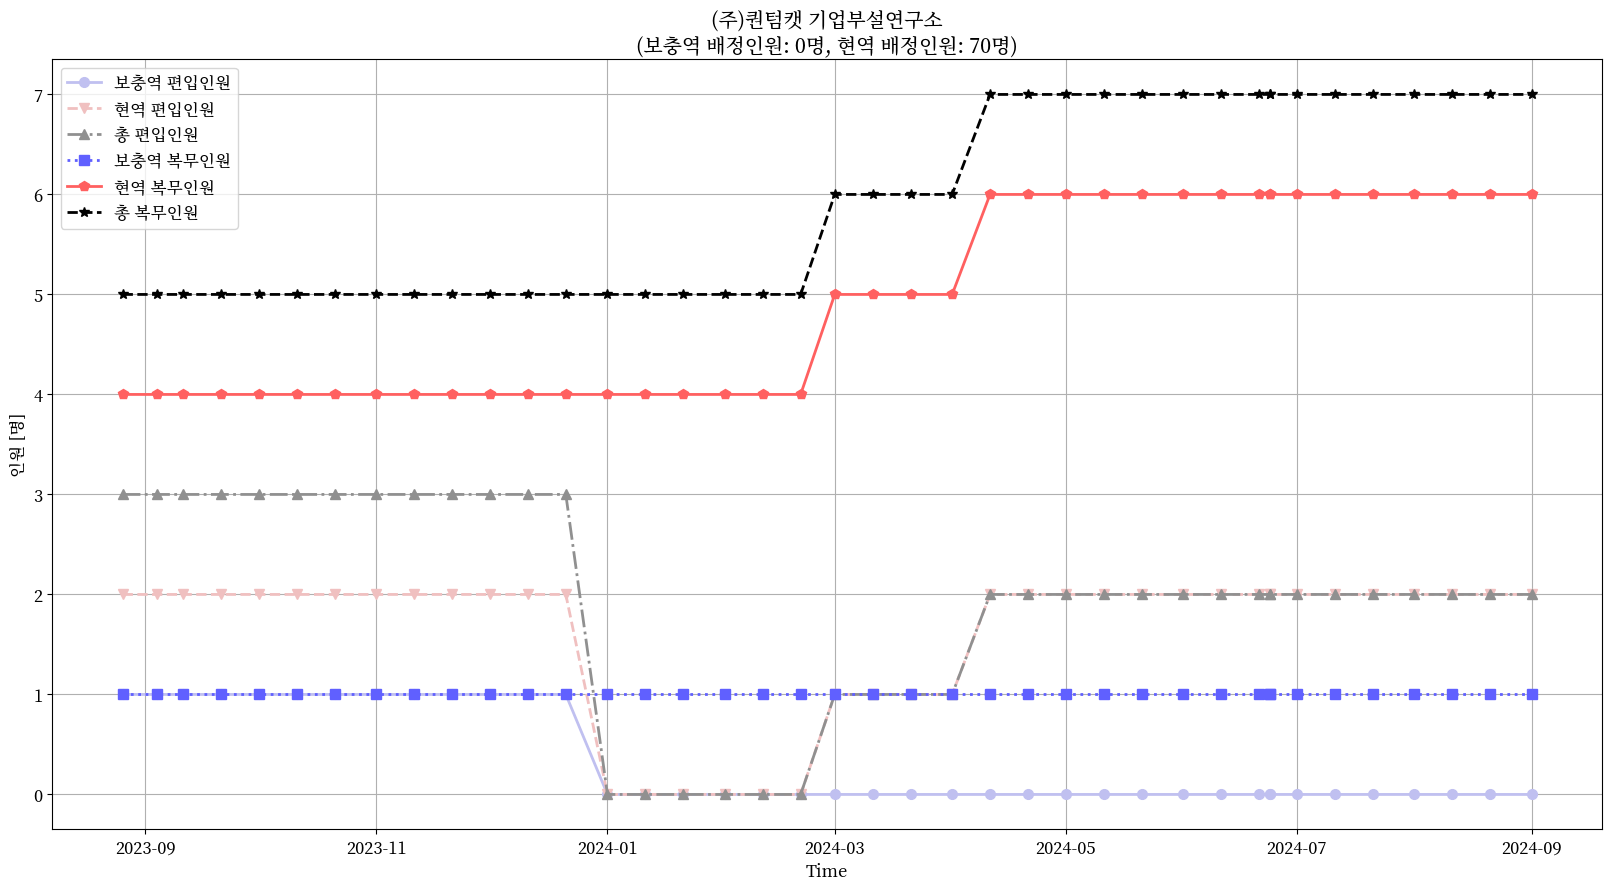 (주)퀀텀캣 기업부설연구소
(보충역 배정인원: 0명, 현역 배정인원: 70명)
보충역 편입인원
현역 편입인원
총 편입인원
보충역 복무인원
현역 복무인원
총 복무인원
7
6
5
4
3
2
1
0
인원 [명]
2023-09
2023-11
2024-01
2024-03
2024-05
2024-07
2024-09
Time